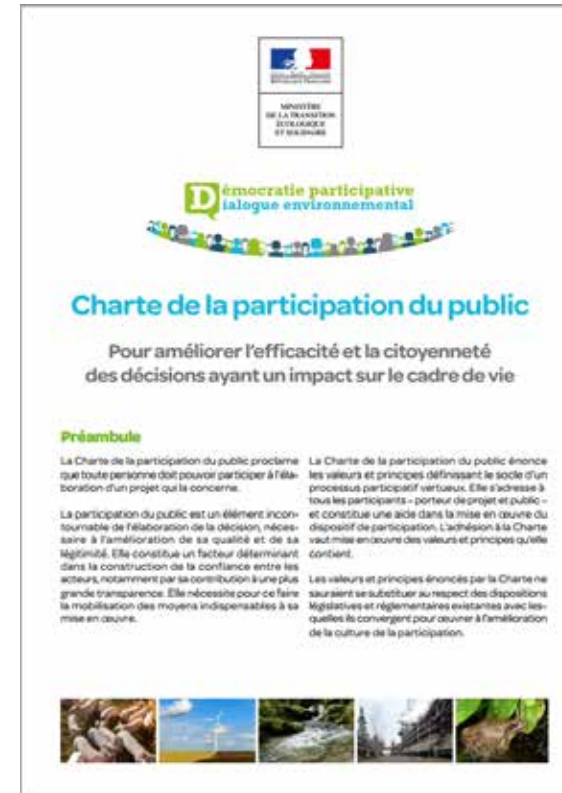 MINISTÈRE
DE LA TRANSITION
ÉCOLOGIQUE
ET SOLIDAIRE
Démocratie participative
Dialogue environnemental
Charte de la participation du public
Pour améliorer l'efficacité et la citoyenneté
des décisions ayant un impact sur le cadre de vie
Préambule
La Charte de la participation du public proclame
que toute personne doit pouvoir participer à l'éla-
boration d'un projet qui la concerne.
La participation du public est un élément incon-
tournable de l'élaboration de la décision, néces-
saire à l'amélioration de sa qualité et de sa
légitimité. Elle constitue un facteur déterminant
dans la construction de la confiance entre les
acteurs, notamment par sa contribution à une plus
grande transparence. Elle nécessite pour ce faire
la mobilisation des moyens indispensables à sa
mise en œuvre.
La Charte de la participation du public énonce
les valeurs et principes définissant le socle d'un
processus participatif vertueux. Elle s'adresse à
tous les participants – porteur de projet et public –
et constitue une aide dans la mise en œuvre du
dispositif de participation. L'adhésion à la Charte
vaut mise en œuvre des valeurs et principes qu'elle
contient.
Les valeurs et principes énoncés par la Charte ne
sauraient se substituer au respect des dispositions
législatives et réglementaires existantes avec les-
quelles ils convergent pour œuvrer à l'amélioration
de la culture de la participation.